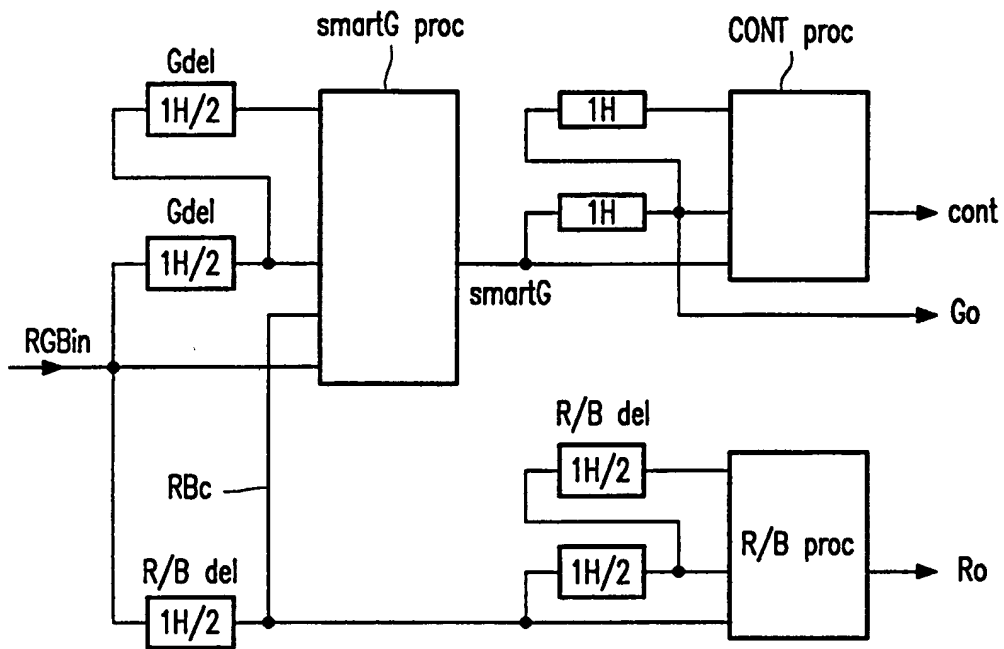 smartG proc
CONT proc
Gdel
1H/2
1H
Gdel
1H/2
1H
cont
smartG
Go
RGBin
R/B del
1H/2
RBc
R/B proc
1H/2
Ro
R/B del
1H/2